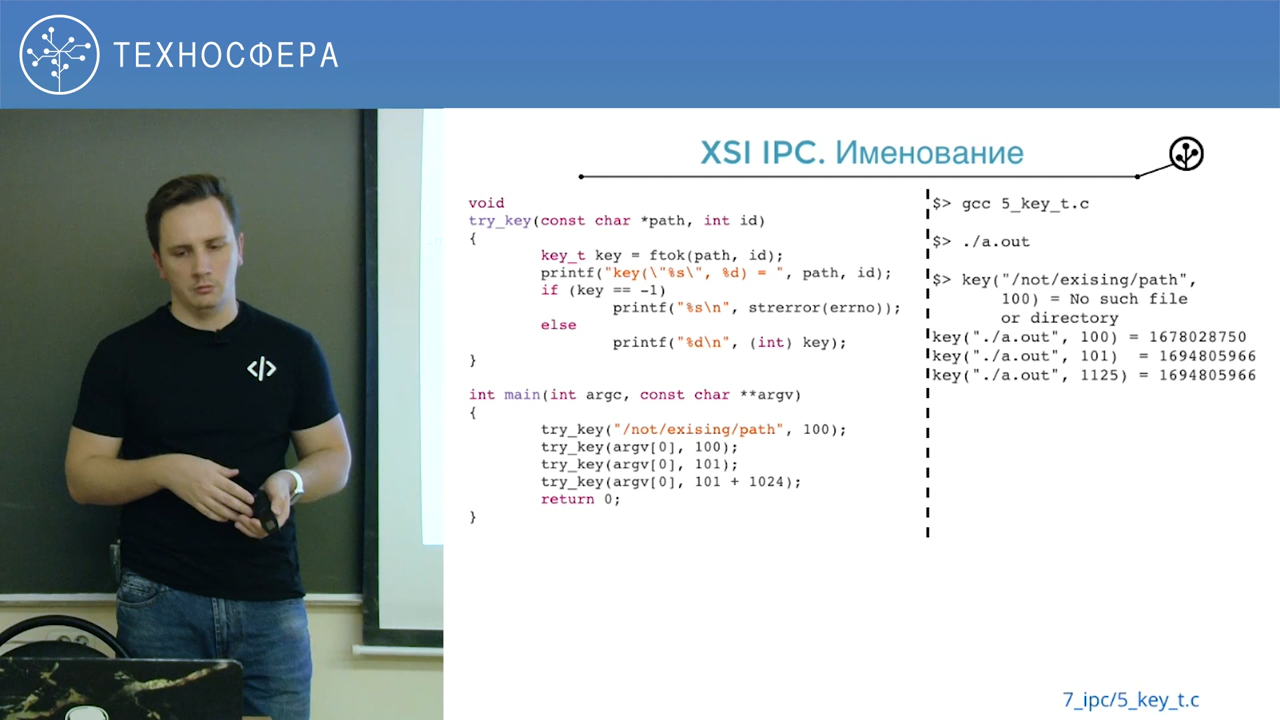 ТЕХНОСФЕРА
XSI IPC. Именование
void
try_key(const char *path, int id)
{
key_t key = ftok(path, id);
printf("key(\"%s\", %d) = ", path, id);
if (key == -1)
printf("%s\n", strerror(errno));
else
printf("%d\n", (int) key);
}
int main(int argc, const char **argv)
{
try_key("/not/exising/path", 100);
try_key(argv[0], 100);
try_key(argv[0], 101);
try_key(argv[0], 101 + 1024);
return 0;
}
$> gcc 5_key_t.c
$> ./a.out
$> key("/not/exising/path",
100) = No such file
or directory
key("./a.out", 100) = 1678028750
key("./a.out", 101) = 1694805966
key("./a.out", 1125) = 1694805966
</>
7_ipc/5_key_t.c